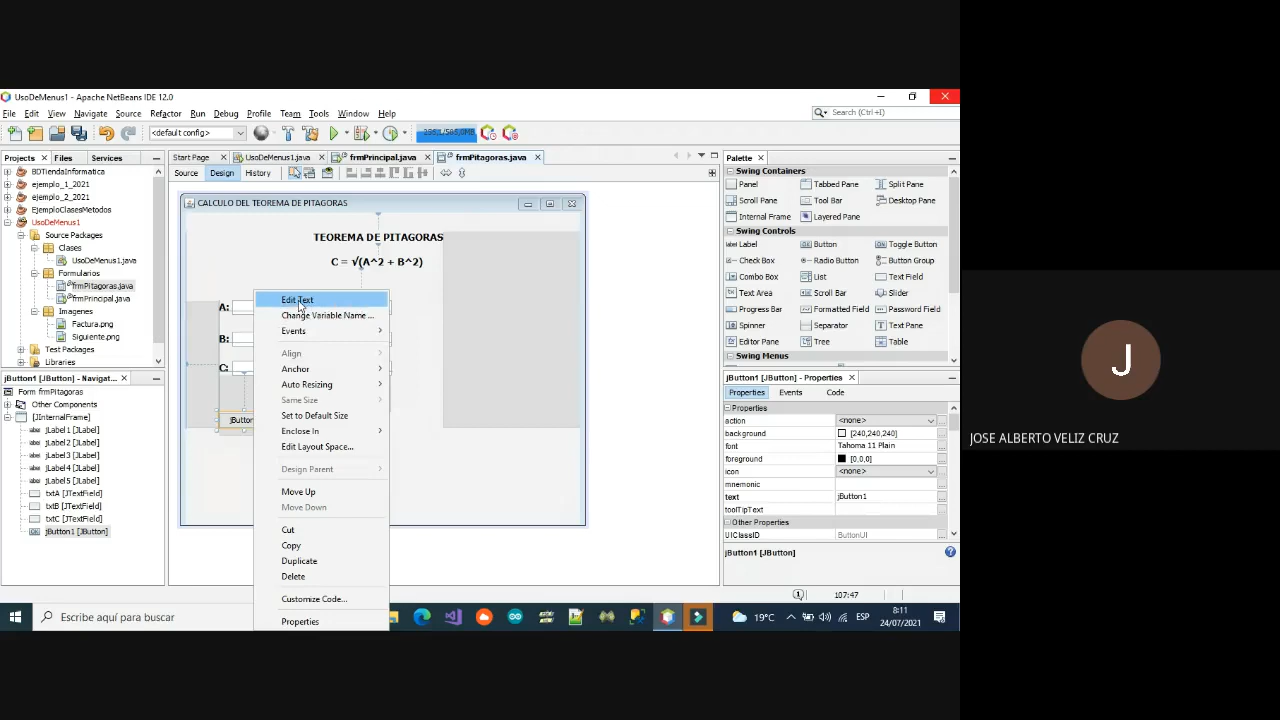 UsoDeMenus1 - Apache NetBeans IDE 12.0
File Edit View Navigate Source Refactor Run Debug Profile Team Tools Window Help
Search (Ctrl+I)
<default config>
Projects Files Services
Start Page UsoDeMenus1.java frmPrincipal.java frmPitagoras.java
Source Design History
BDTiendaInformatica
ejemplo_1_2021
ejemplo_2_2021
EjemploClasesMetodos
UsoDeMenus1
Source Packages
Clases
UsoDeMenus1.java
Formularios
frmPitagoras.java
frmPrincipal.java
Imagenes
Factura.png
Siguiente.png
Test Packages
Libraries
jButton1 [JButton] - Navigat...
Form frmPitagoras
Other Components
[JInternalFrame]
jLabel1 [JLabel]
jLabel2 [JLabel]
jLabel3 [JLabel]
jLabel4 [JLabel]
jLabel5 [JLabel]
txtA [JTextField]
txtB [JTextField]
txtC [JTextField]
jButton1 [JButton]
CALCULO DEL TEOREMA DE PITAGORAS
TEOREMA DE PITAGORAS
C = √(A^2 + B^2)
A:
B:
C:
jButton
Edit Text
Change Variable Name ...
Events
Align
Anchor
Auto Resizing
Same Size
Set to Default Size
Enclose In
Edit Layout Space...
Design Parent
Move Up
Move Down
Cut
Copy
Duplicate
Delete
Customize Code...
Properties
Palette
Swing Containers
Panel Tabbed Pane Split Pane
Scroll Pane Tool Bar Desktop Pane
Internal Frame Layered Pane
Swing Controls
Label Button Toggle Button
Check Box Radio Button Button Group
Combo Box List Text Field
Text Area Scroll Bar Slider
Progress Bar Formatted Field Password Field
Spinner Separator Text Pane
Editor Pane Tree Table
Swing Menus
jButton1 [JButton] - Properties
Properties Events Code
Properties
action <none>
background [240,240,240]
font Tahoma 11 Plain
foreground [0,0,0]
icon <none>
mnemonic
text jButton1
toolTipText
Other Properties
UIClassID ButtonUI
jButton1 [JButton]
107:47
Escribe aquí para buscar
19°C
ESP
8:11
24/07/2021
J
JOSE ALBERTO VELIZ CRUZ